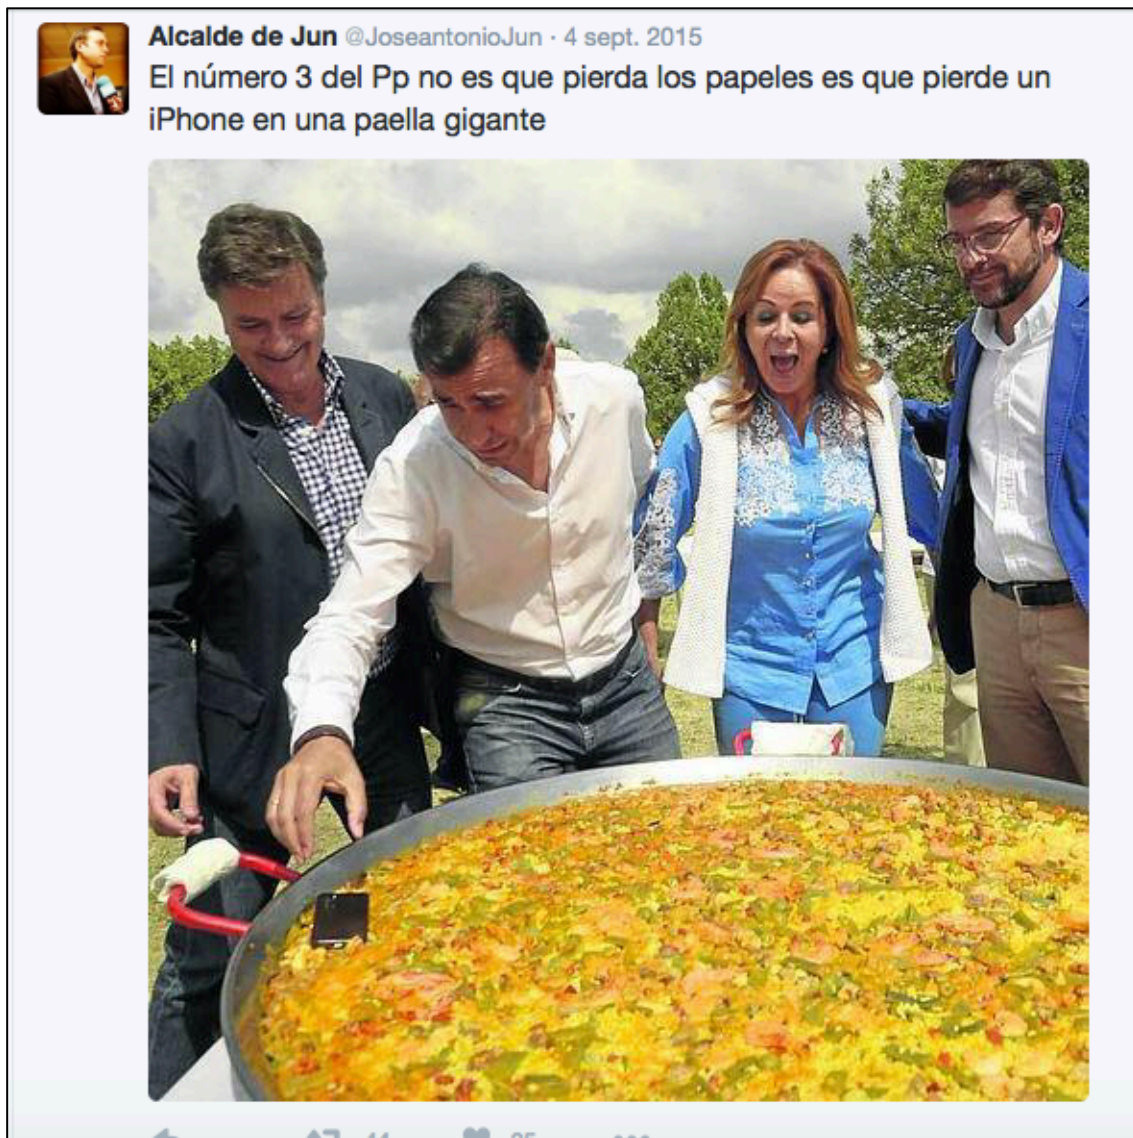 Alcalde de Jun @JoseantonioJun · 4 sept. 2015
El número 3 del Pp no es que pierda los papeles es que pierde un
iPhone en una paella gigante